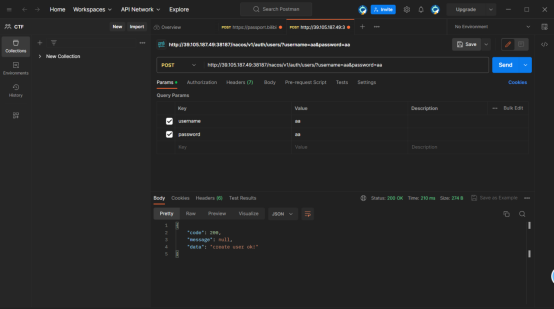 Home Workspaces API Network Explore
Search Postman
Invite
Upgrade
CTF
New Import
Overview
POST https://passport.bilibi
POST http://39.105.187.49:3
No Environment
Collections
Environments
History
New Collection
http://39.105.187.49:38187/nacos/v1/auth/users/?username=aa&password=aa
Save
POST
http://39.105.187.49:38187/nacos/v1/auth/users/?username=aa&password=aa
Send
Params Authorization Headers (7) Body Pre-request Script Tests Settings
Cookies
Query Params
Key Value Description Bulk Edit
username aa
password aa
Key Value Description
Body Cookies Headers (6) Test Results
Status: 200 OK Time: 210 ms Size: 274 B Save as Example
Pretty Raw Preview Visualize JSON
1 {
2 "code": 200,
3 "message": null,
4 "data": "create user ok!"
5 }